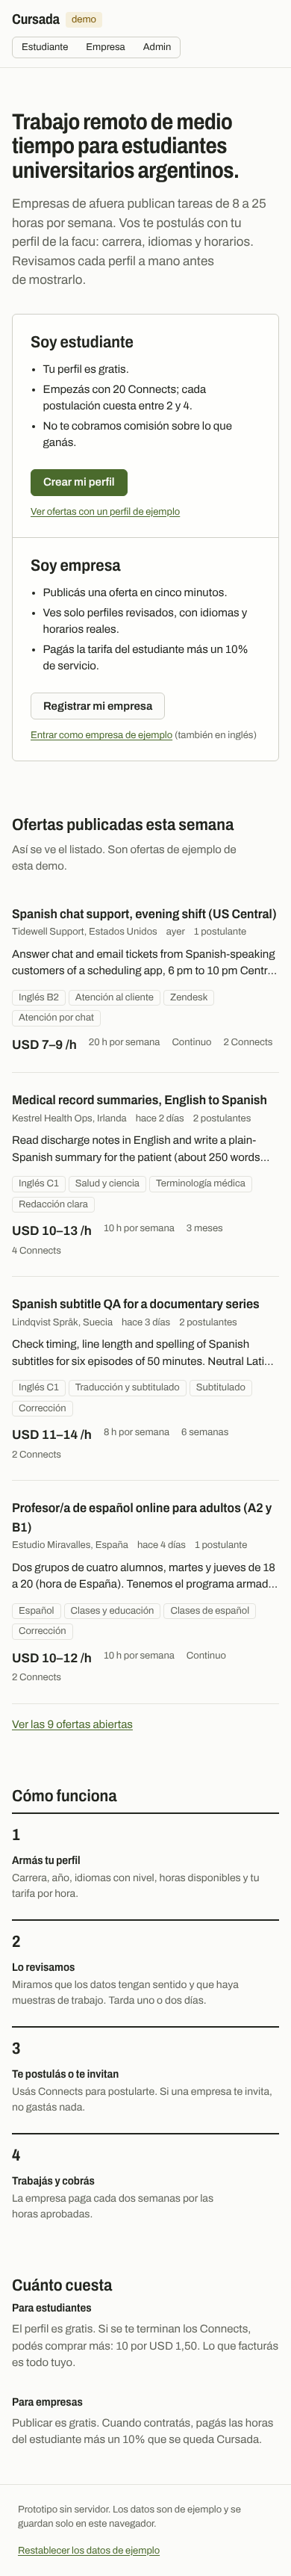 Cursada demo
Estudiante Empresa Admin
Trabajo remoto de medio
tiempo para estudiantes
universitarios argentinos.
Empresas de afuera publican tareas de 8 a 25
horas por semana. Vos te postulás con tu
perfil de la facu: carrera, idiomas y horarios.
Revisamos cada perfil a mano antes
de mostrarlo.
Soy estudiante
• Tu perfil es gratis.
• Empezás con 20 Connects; cada
postulación cuesta entre 2 y 4.
• No te cobramos comisión sobre lo que
ganás.
Crear mi perfil
Ver ofertas con un perfil de ejemplo
Soy empresa
• Publicás una oferta en cinco minutos.
• Ves solo perfiles revisados, con idiomas y
horarios reales.
• Pagás la tarifa del estudiante más un 10%
de servicio.
Registrar mi empresa
Entrar como empresa de ejemplo (también en inglés)
Ofertas publicadas esta semana
Así se ve el listado. Son ofertas de ejemplo de
esta demo.
Spanish chat support, evening shift (US Central)
Tidewell Support, Estados Unidos ayer 1 postulante
Answer chat and email tickets from Spanish-speaking
customers of a scheduling app, 6 pm to 10 pm Centr...
Inglés B2 Atención al cliente Zendesk
Atención por chat
USD 7–9 /h 20 h por semana Continuo 2 Connects
Medical record summaries, English to Spanish
Kestrel Health Ops, Irlanda hace 2 días 2 postulantes
Read discharge notes in English and write a plain-
Spanish summary for the patient (about 250 words...
Inglés C1 Salud y ciencia Terminología médica
Redacción clara
USD 10–13 /h 10 h por semana 3 meses
4 Connects
Spanish subtitle QA for a documentary series
Lindqvist Språk, Suecia hace 3 días 2 postulantes
Check timing, line length and spelling of Spanish
subtitles for six episodes of 50 minutes. Neutral Lati...
Inglés C1 Traducción y subtitulado Subtitulado
Corrección
USD 11–14 /h 8 h por semana 6 semanas
2 Connects
Profesor/a de español online para adultos (A2 y
B1)
Estudio Miravalles, España hace 4 días 1 postulante
Dos grupos de cuatro alumnos, martes y jueves de 18
a 20 (hora de España). Tenemos el programa armad...
Español Clases y educación Clases de español
Corrección
USD 10–12 /h 10 h por semana Continuo
2 Connects
Ver las 9 ofertas abiertas
Cómo funciona
1
Armás tu perfil
Carrera, año, idiomas con nivel, horas disponibles y tu
tarifa por hora.
2
Lo revisamos
Miramos que los datos tengan sentido y que haya
muestras de trabajo. Tarda uno o dos días.
3
Te postulás o te invitan
Usás Connects para postularte. Si una empresa te invita,
no gastás nada.
4
Trabajás y cobrás
La empresa paga cada dos semanas por las
horas aprobadas.
Cuánto cuesta
Para estudiantes
El perfil es gratis. Si se te terminan los Connects,
podés comprar más: 10 por USD 1,50. Lo que facturás
es todo tuyo.
Para empresas
Publicar es gratis. Cuando contratás, pagás las horas
del estudiante más un 10% que se queda Cursada.
Prototipo sin servidor. Los datos son de ejemplo y se
guardan solo en este navegador.
Restablecer los datos de ejemplo